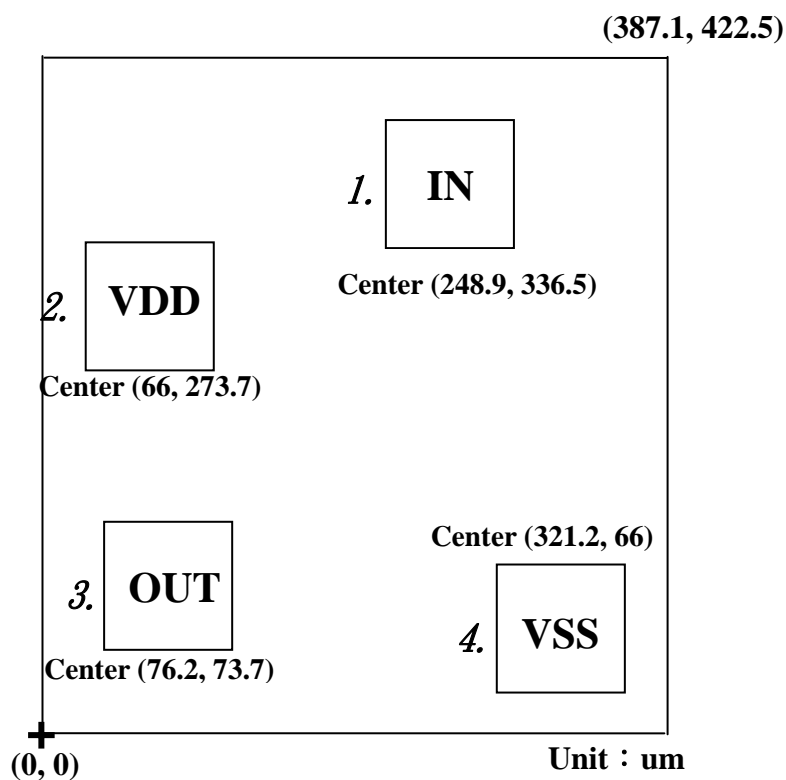 (387.1, 422.5)
1.
IN
Center (248.9, 336.5)
2.
VDD
Center (66, 273.7)
3.
OUT
Center (76.2, 73.7)
Center (321.2, 66)
4.
VSS
(0, 0)
Unit：um